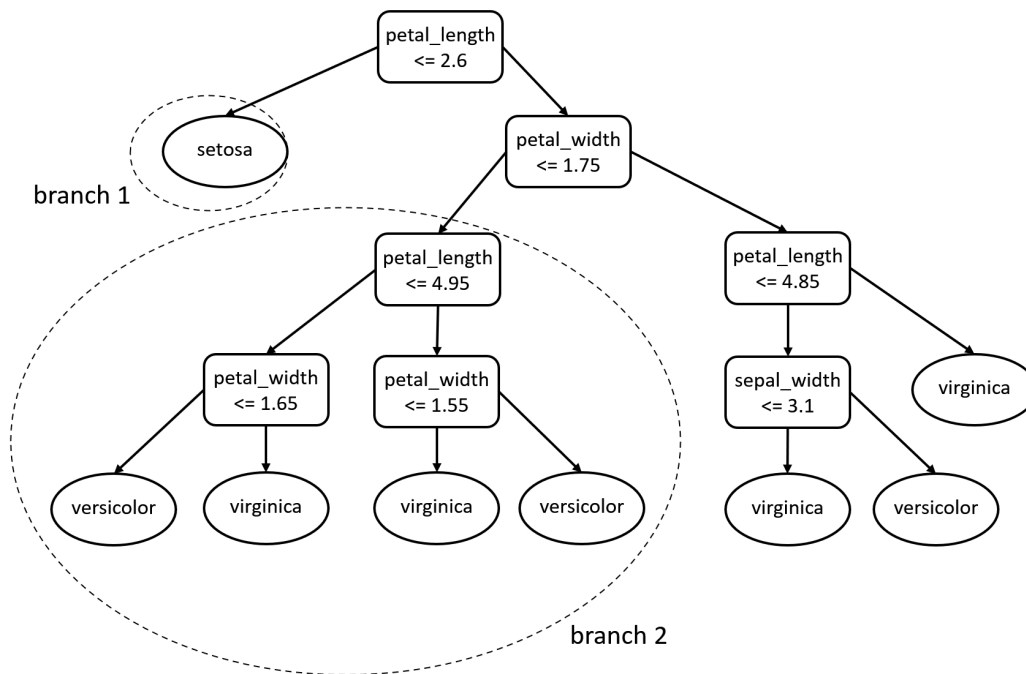 petal_length
<= 2.6
setosa
petal_width
<= 1.75
branch 1
petal_length
<= 4.95
petal_length
<= 4.85
petal_width
<= 1.65
petal_width
<= 1.55
sepal_width
<= 3.1
virginica
versicolor
virginica
virginica
versicolor
virginica
versicolor
branch 2